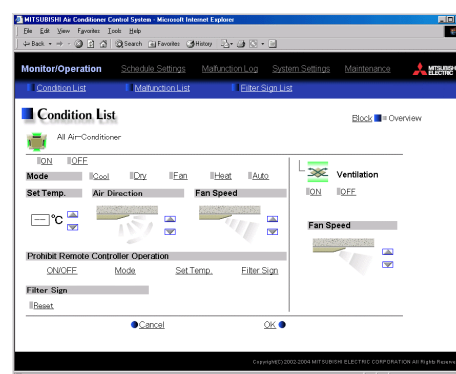 MITSUBISHI Air Conditioner Control System - Microsoft Internet Explorer
File Edit View Favorites Tools Help
Back Search Favorites History
Monitor/Operation Schedule Settings Malfunction Log System Settings Maintenance MITSUBISHI ELECTRIC
Condition List Malfunction List Filter Sign List
Condition List
Block = Overview
All Air-Conditioner
ON OFF
Mode Cool Dry Fan Heat Auto
Ventilation
ON OFF
Set Temp. Air Direction Fan Speed
°C
Fan Speed
Prohibit Remote Controller Operation
ON/OFF Mode Set Temp. Filter Sign
Filter Sign
Reset
Cancel OK
Copyright(C) 2002-2004 MITSUBISHI ELECTRIC CORPORATION All Rights Reserve